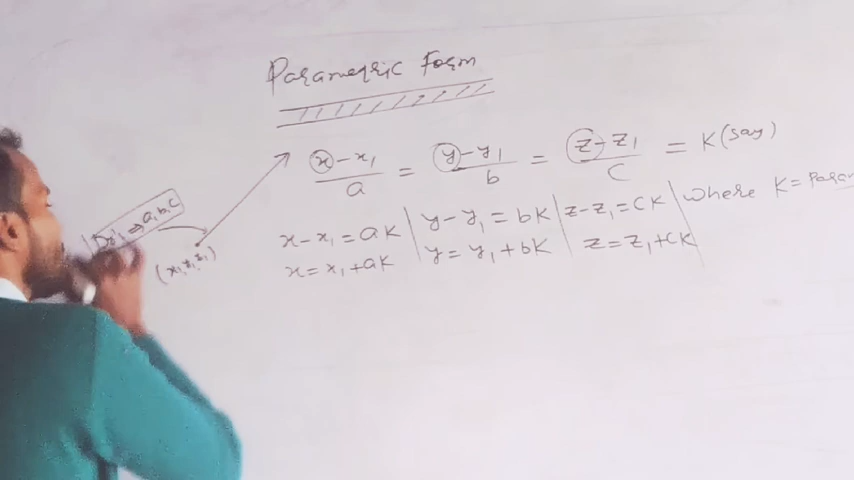 Parametric Form
x-x₁/a = y-y₁/b = z-z₁/c = K (say)
x-x₁=aK | y-y₁=bK | z-z₁=cK | where K=Param
x=x₁+aK | y=y₁+bK | z=z₁+cK
⇒ a,b,c
(x₁,y₁,z₁)